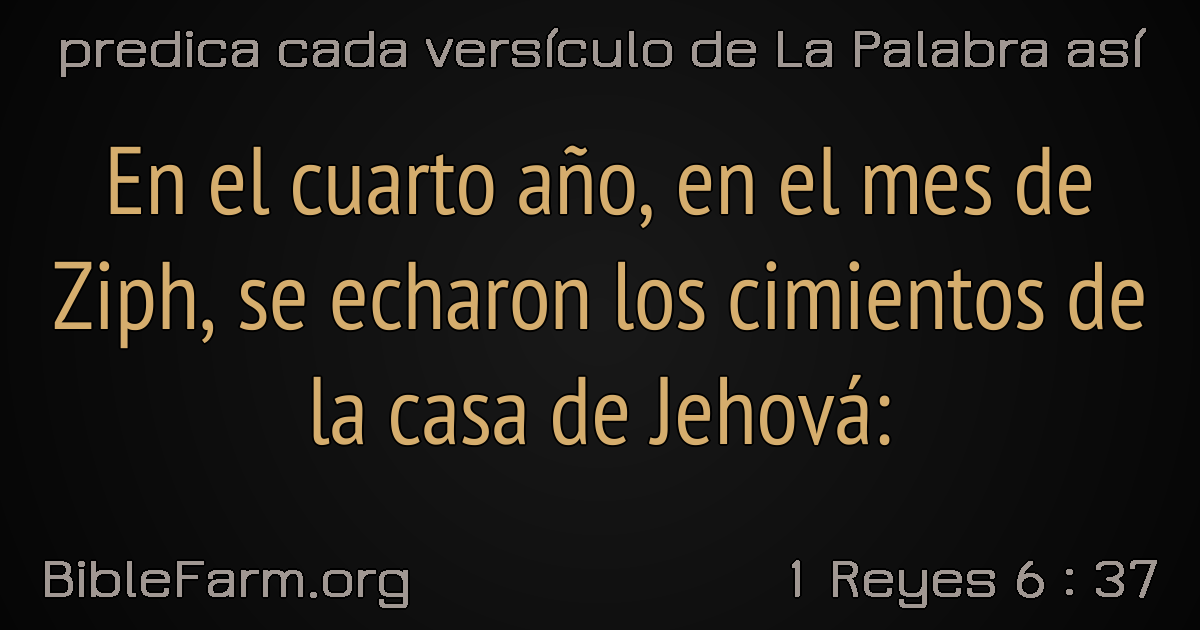 predica cada versículo de La Palabra así
En el cuarto año, en el mes de
Ziph, se echaron los cimientos de
la casa de Jehová:
BibleFarm.org
1 Reyes 6 : 37